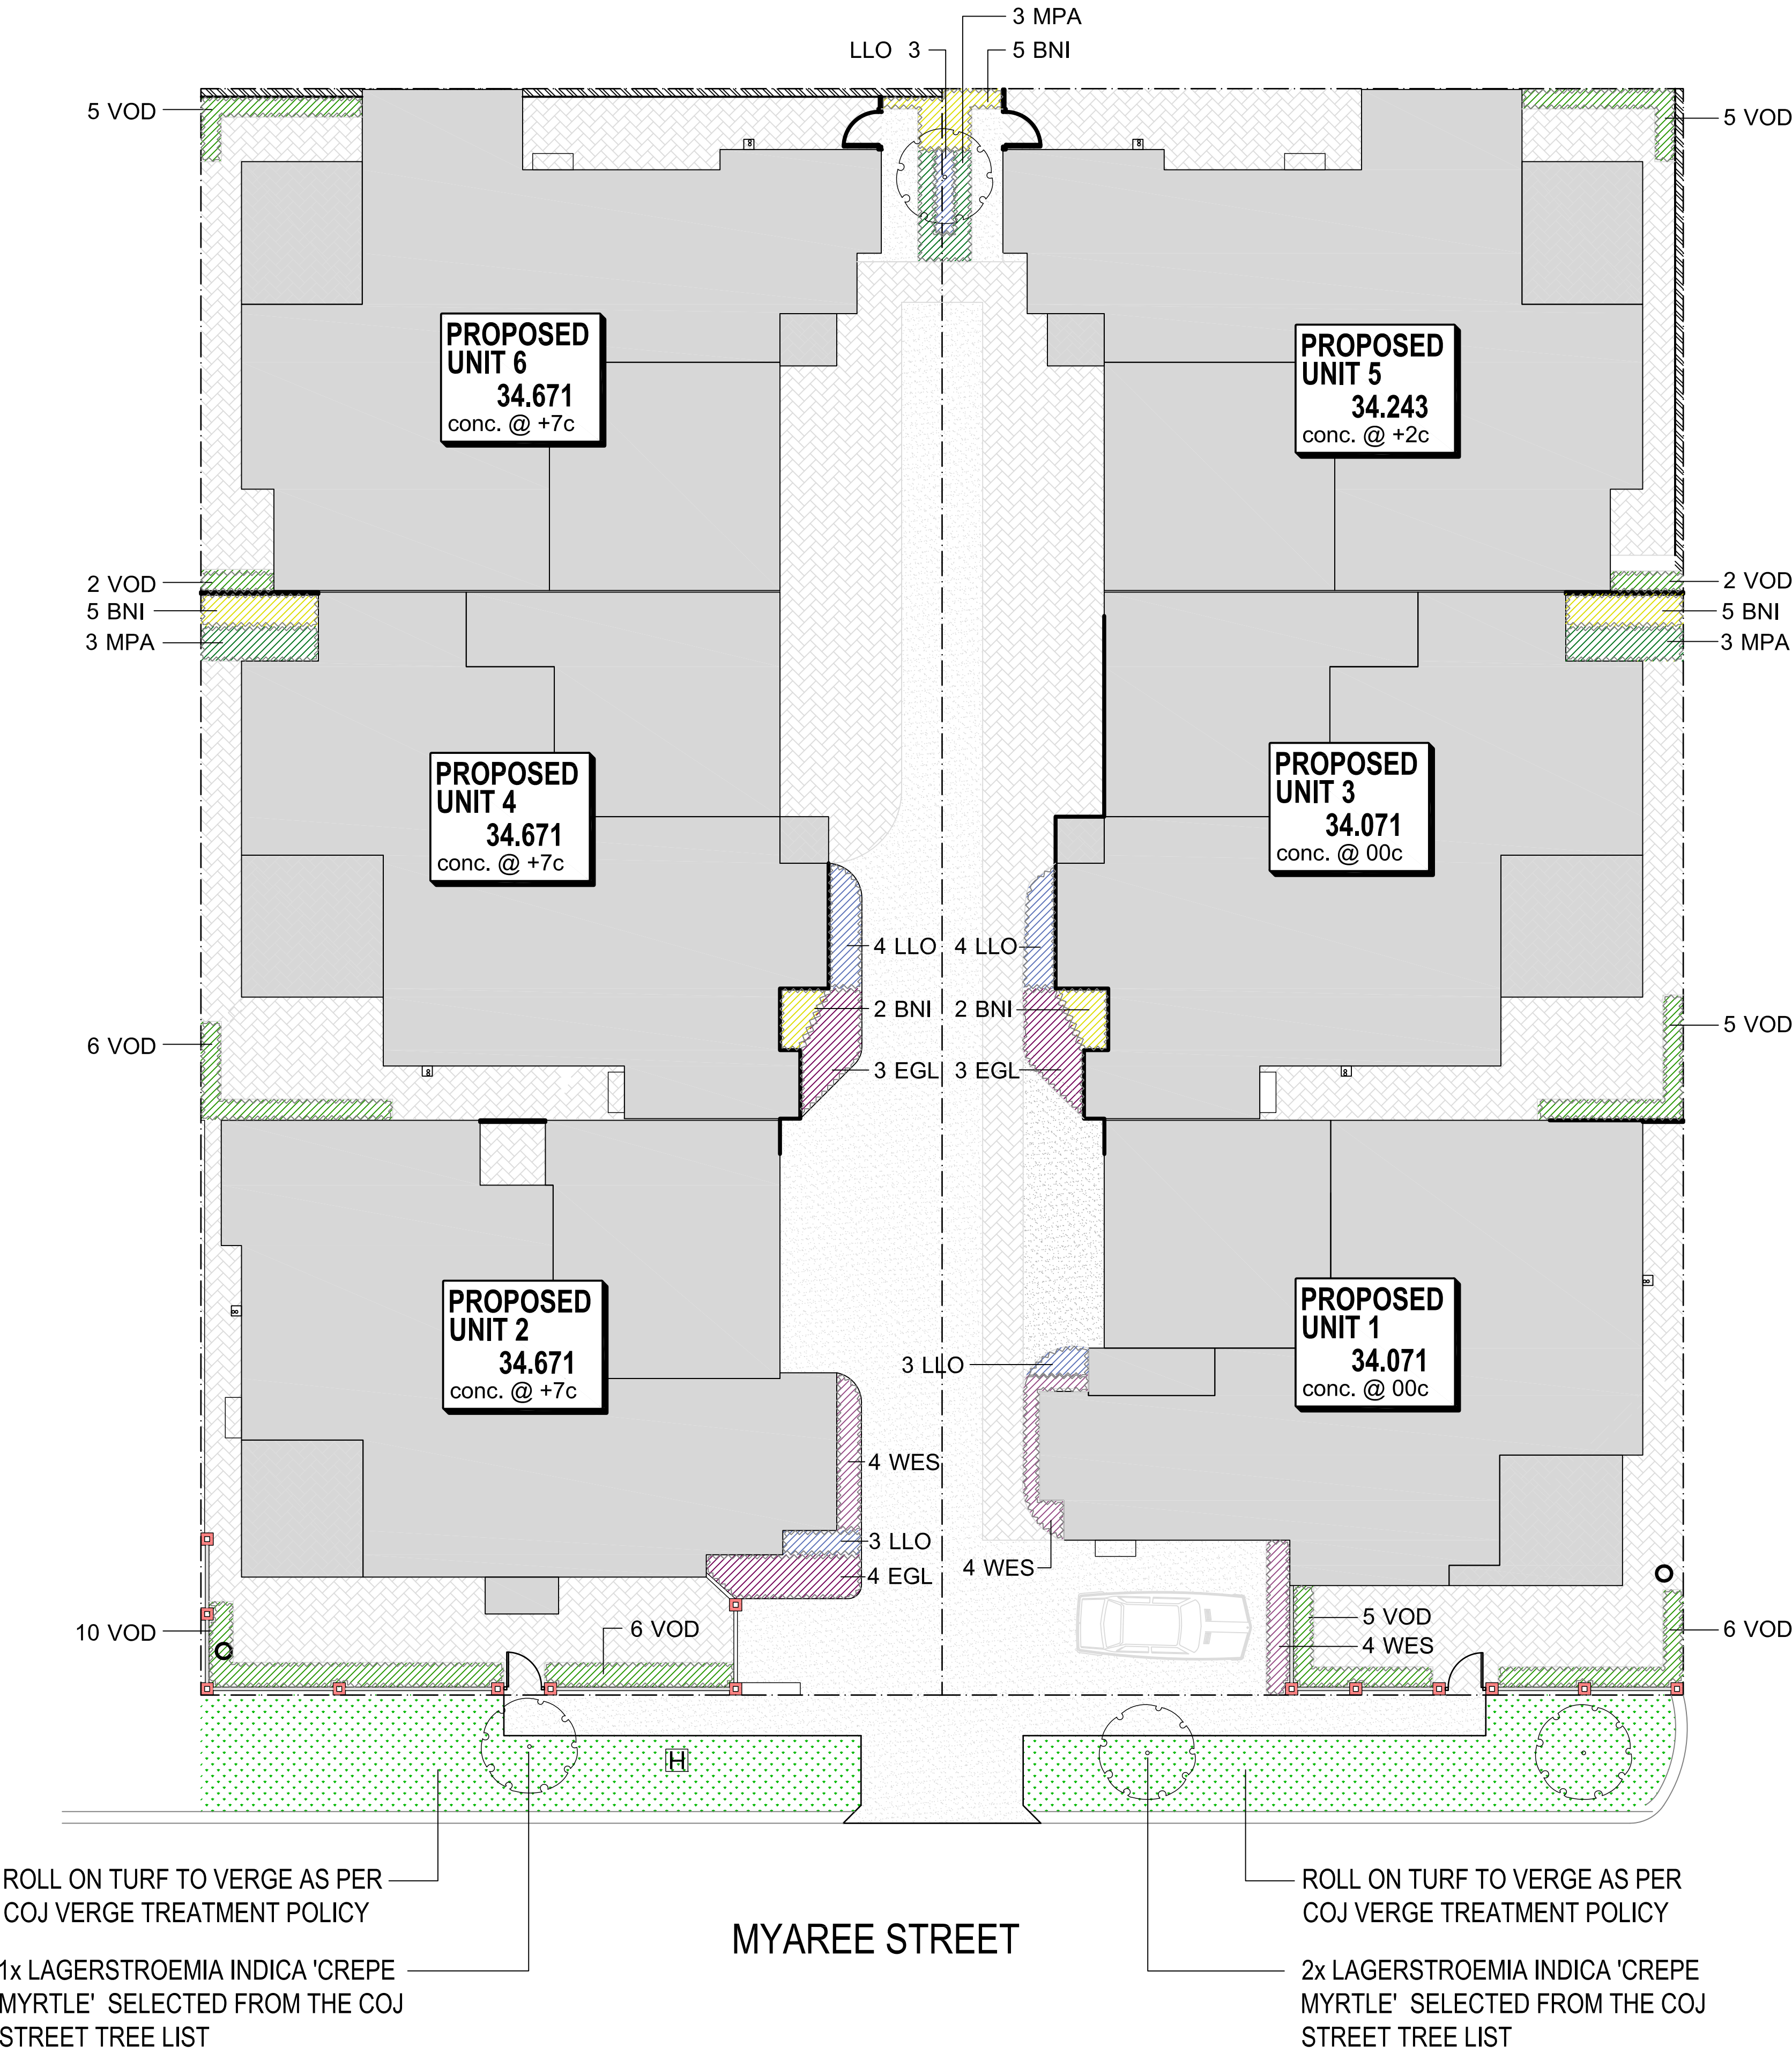 3 MPA
LLO 3
5 BNI
5 VOD
5 VOD
PROPOSED
UNIT 6
34.671
conc. @ +7c
PROPOSED
UNIT 5
34.243
conc. @ +2c
2 VOD
5 BNI
3 MPA
2 VOD
5 BNI
3 MPA
PROPOSED
UNIT 4
34.671
conc. @ +7c
PROPOSED
UNIT 3
34.071
conc. @ 00c
4 LLO
4 LLO
2 BNI
2 BNI
6 VOD
5 VOD
3 EGL
3 EGL
PROPOSED
UNIT 2
34.671
conc. @ +7c
PROPOSED
UNIT 1
34.071
conc. @ 00c
3 LLO
4 WES
3 LLO
4 WES
4 EGL
10 VOD
6 VOD
5 VOD
4 WES
6 VOD
H
ROLL ON TURF TO VERGE AS PER
COJ VERGE TREATMENT POLICY
ROLL ON TURF TO VERGE AS PER
COJ VERGE TREATMENT POLICY
MYAREE STREET
1x LAGERSTROEMIA INDICA 'CREPE
MYRTLE' SELECTED FROM THE COJ
STREET TREE LIST
2x LAGERSTROEMIA INDICA 'CREPE
MYRTLE' SELECTED FROM THE COJ
STREET TREE LIST